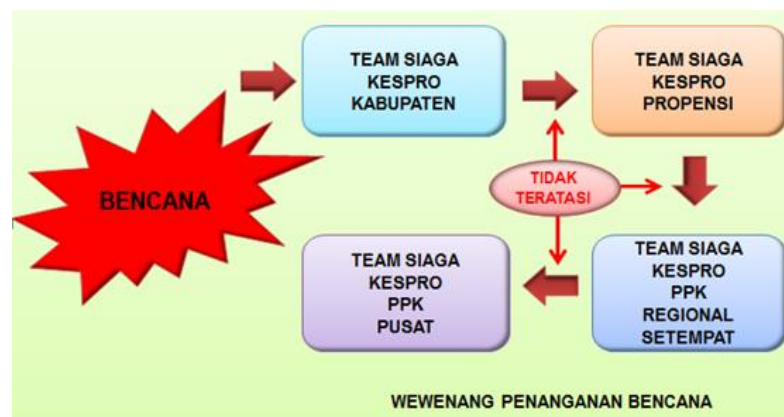 BENCANA
TEAM SIAGA
KESPRO
KABUPATEN
TEAM SIAGA
KESPRO
PROPENSI
TIDAK
TERATASI
TEAM SIAGA
KESPRO
PPK
REGIONAL
SETEMPAT
TEAM SIAGA
KESPRO
PPK
PUSAT
WEWENANG PENANGANAN BENCANA